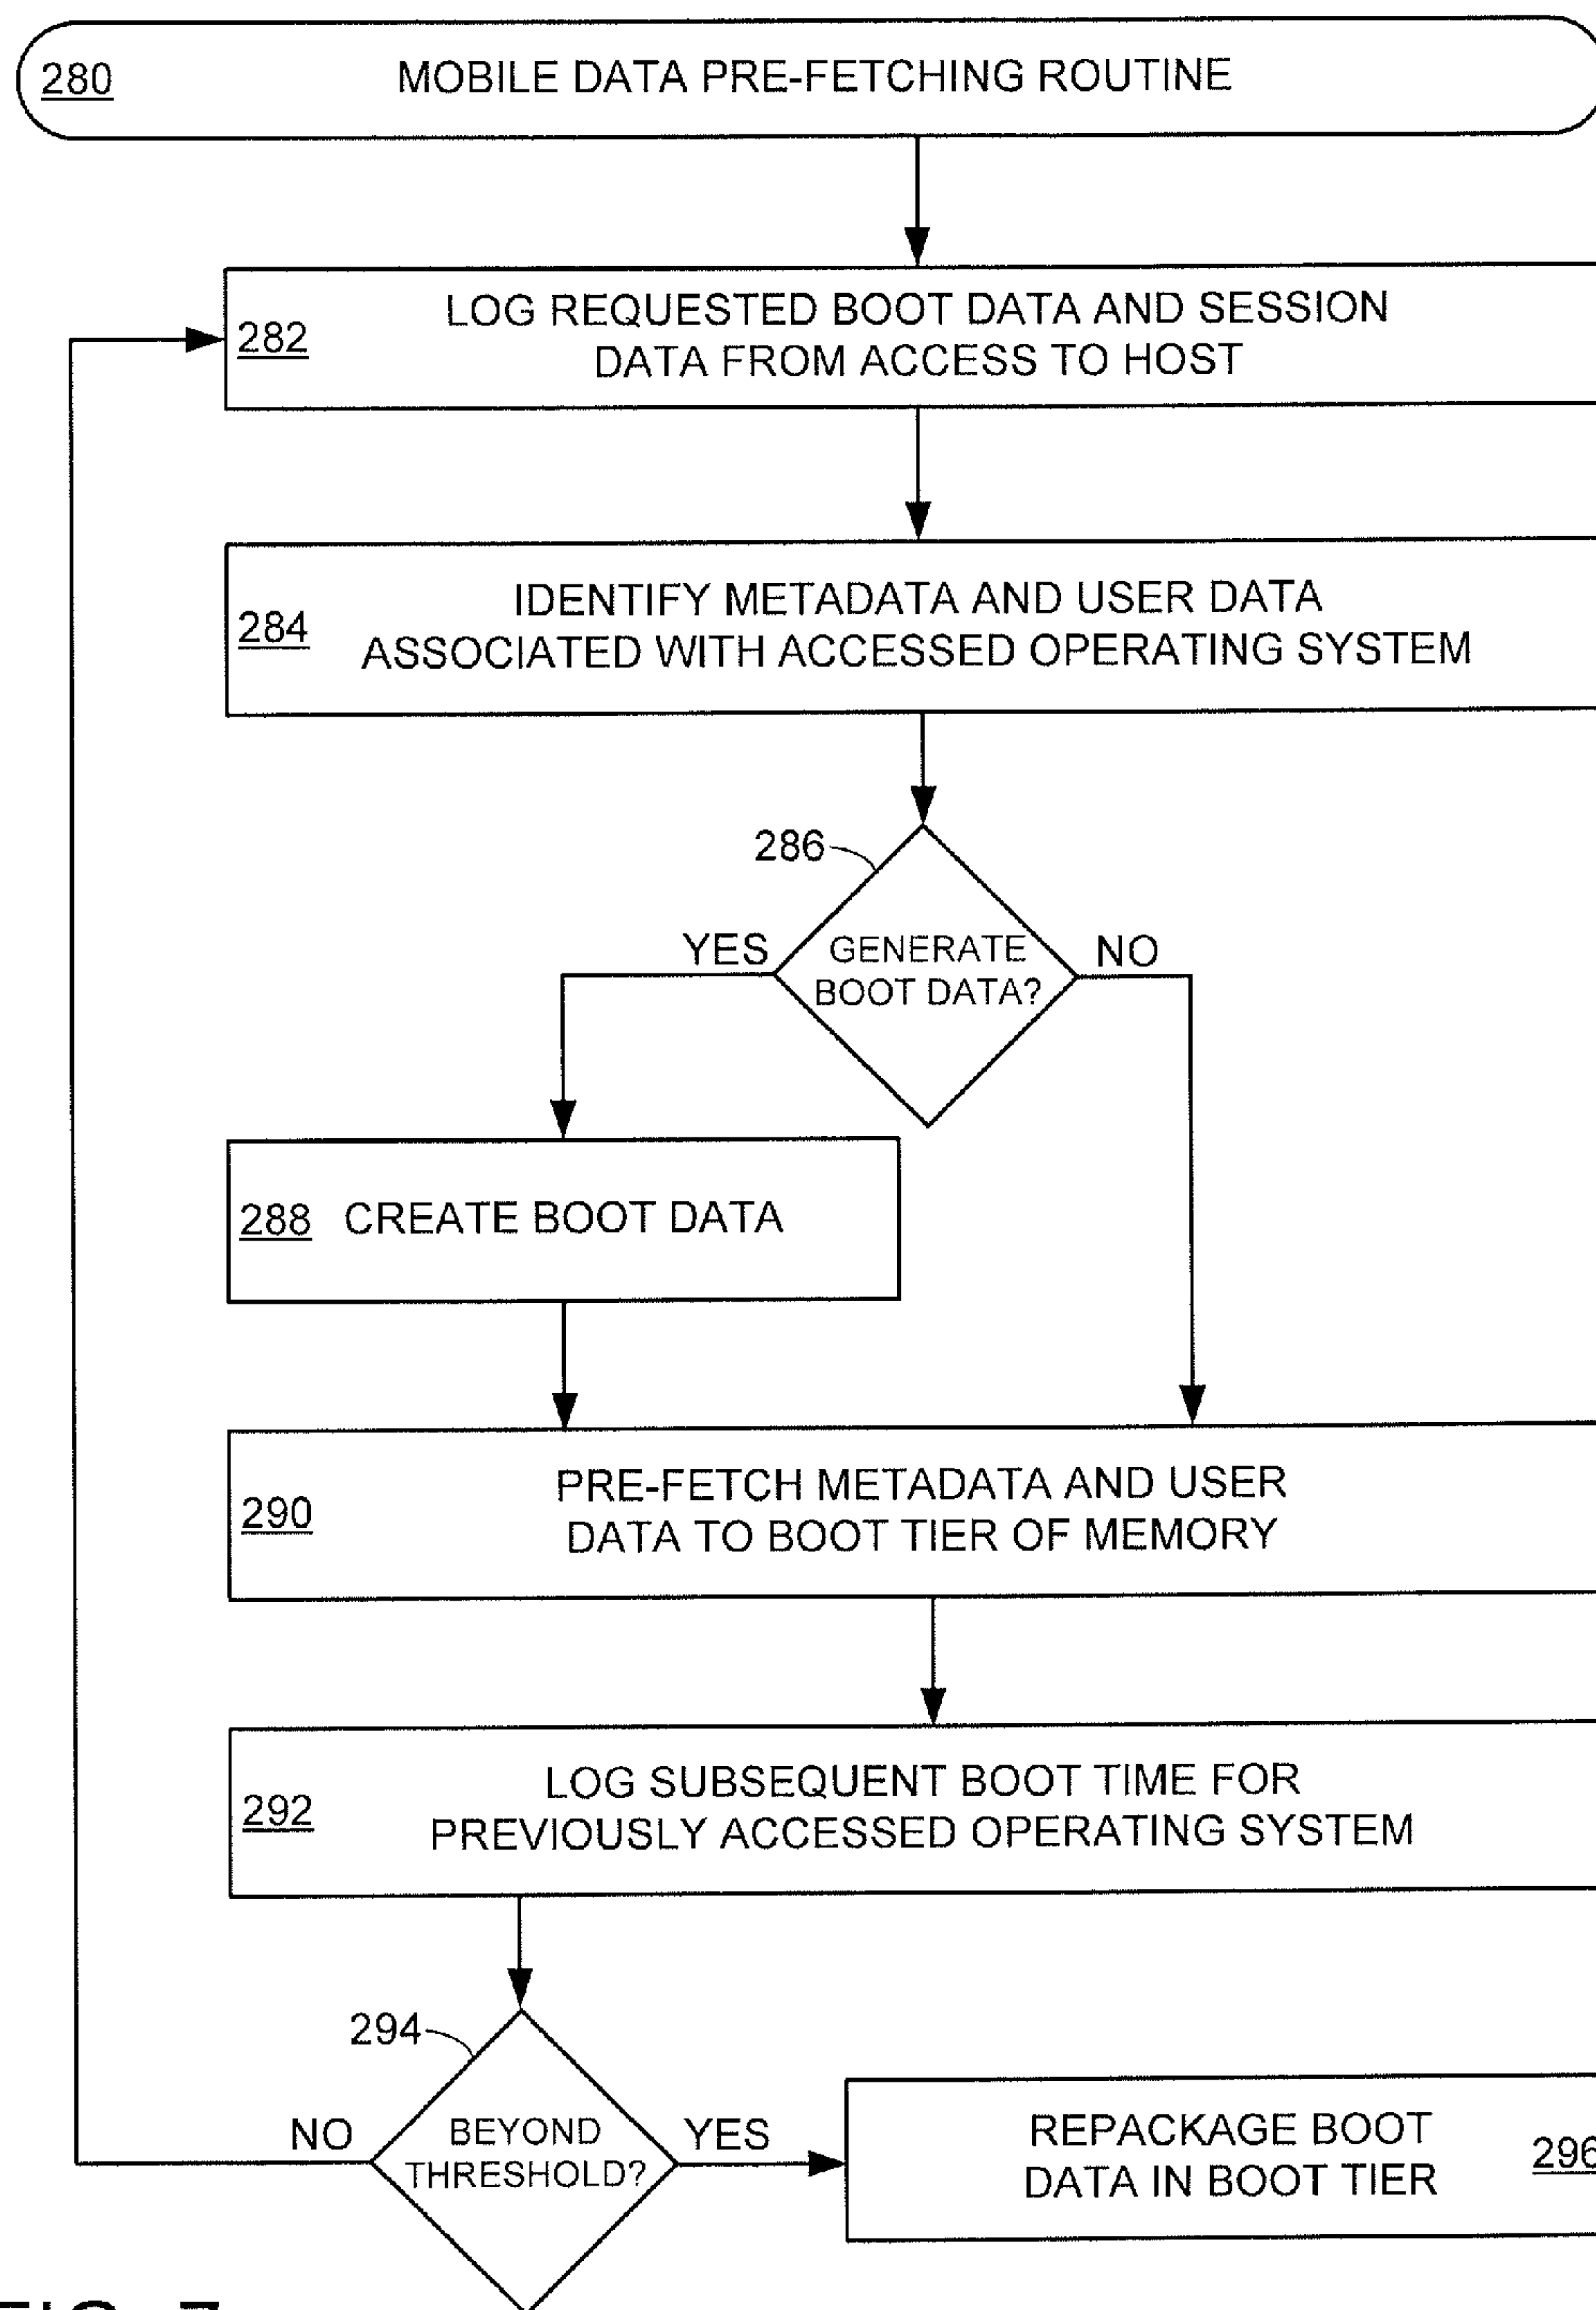 280 MOBILE DATA PRE-FETCHING ROUTINE
LOG REQUESTED BOOT DATA AND SESSION
282
DATA FROM ACCESS TO HOST
IDENTIFY METADATA AND USER DATA
284
ASSOCIATED WITH ACCESSED OPERATING SYSTEM
286
YES
GENERATE
BOOT DATA?
NO
288 CREATE BOOT DATA
PRE-FETCH METADATA AND USER
290
DATA TO BOOT TIER OF MEMORY
LOG SUBSEQUENT BOOT TIME FOR
292
PREVIOUSLY ACCESSED OPERATING SYSTEM
294
NO
BEYOND
THRESHOLD?
YES
REPACKAGE BOOT
DATA IN BOOT TIER
296